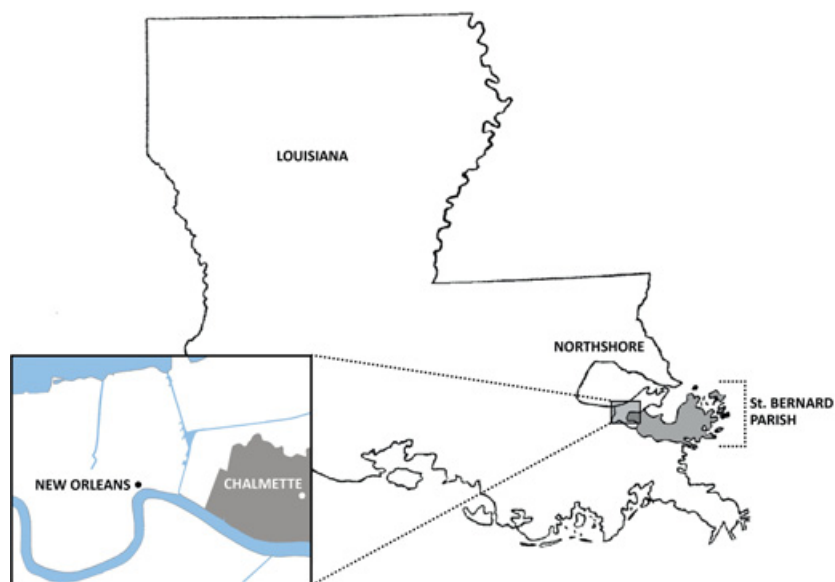 LOUISIANA
NORTHSHORE
St. BERNARD
PARISH
NEW ORLEANS
CHALMETTE